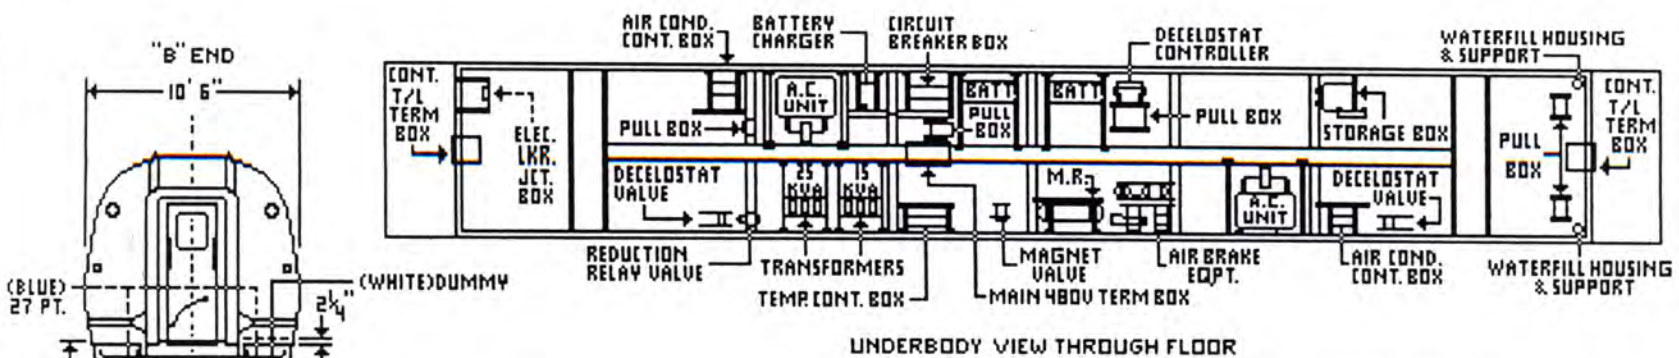 "B" END
10' 6"
(BLUE)
27 PT.
(WHITE)DUMMY
2¼"
CONT.
T/L
TERM
BOX
ELEC.
LKR.
JCT.
BOX
AIR COND.
CONT. BOX
BATTERY
CHARGER
CIRCUIT
BREAKER BOX
DECELOSTAT
CONTROLLER
WATERFILL HOUSING
& SUPPORT
A.C.
UNIT
BATT
BATT
PULL
BOX
PULL BOX
PULL BOX
STORAGE BOX
PULL
BOX
CONT.
T/L
TERM
BOX
DECELOSTAT
VALVE
25
KVA
15
KVA
M.R.
A.C.
UNIT
DECELOSTAT
VALVE
REDUCTION
RELAY VALVE
TRANSFORMERS
TEMP. CONT. BOX
MAIN 480V TERM BOX
MAGNET
VALVE
AIR BRAKE
EQPT.
AIR COND.
CONT. BOX
WATERFILL HOUSING
& SUPPORT
UNDERBODY VIEW THROUGH FLOOR